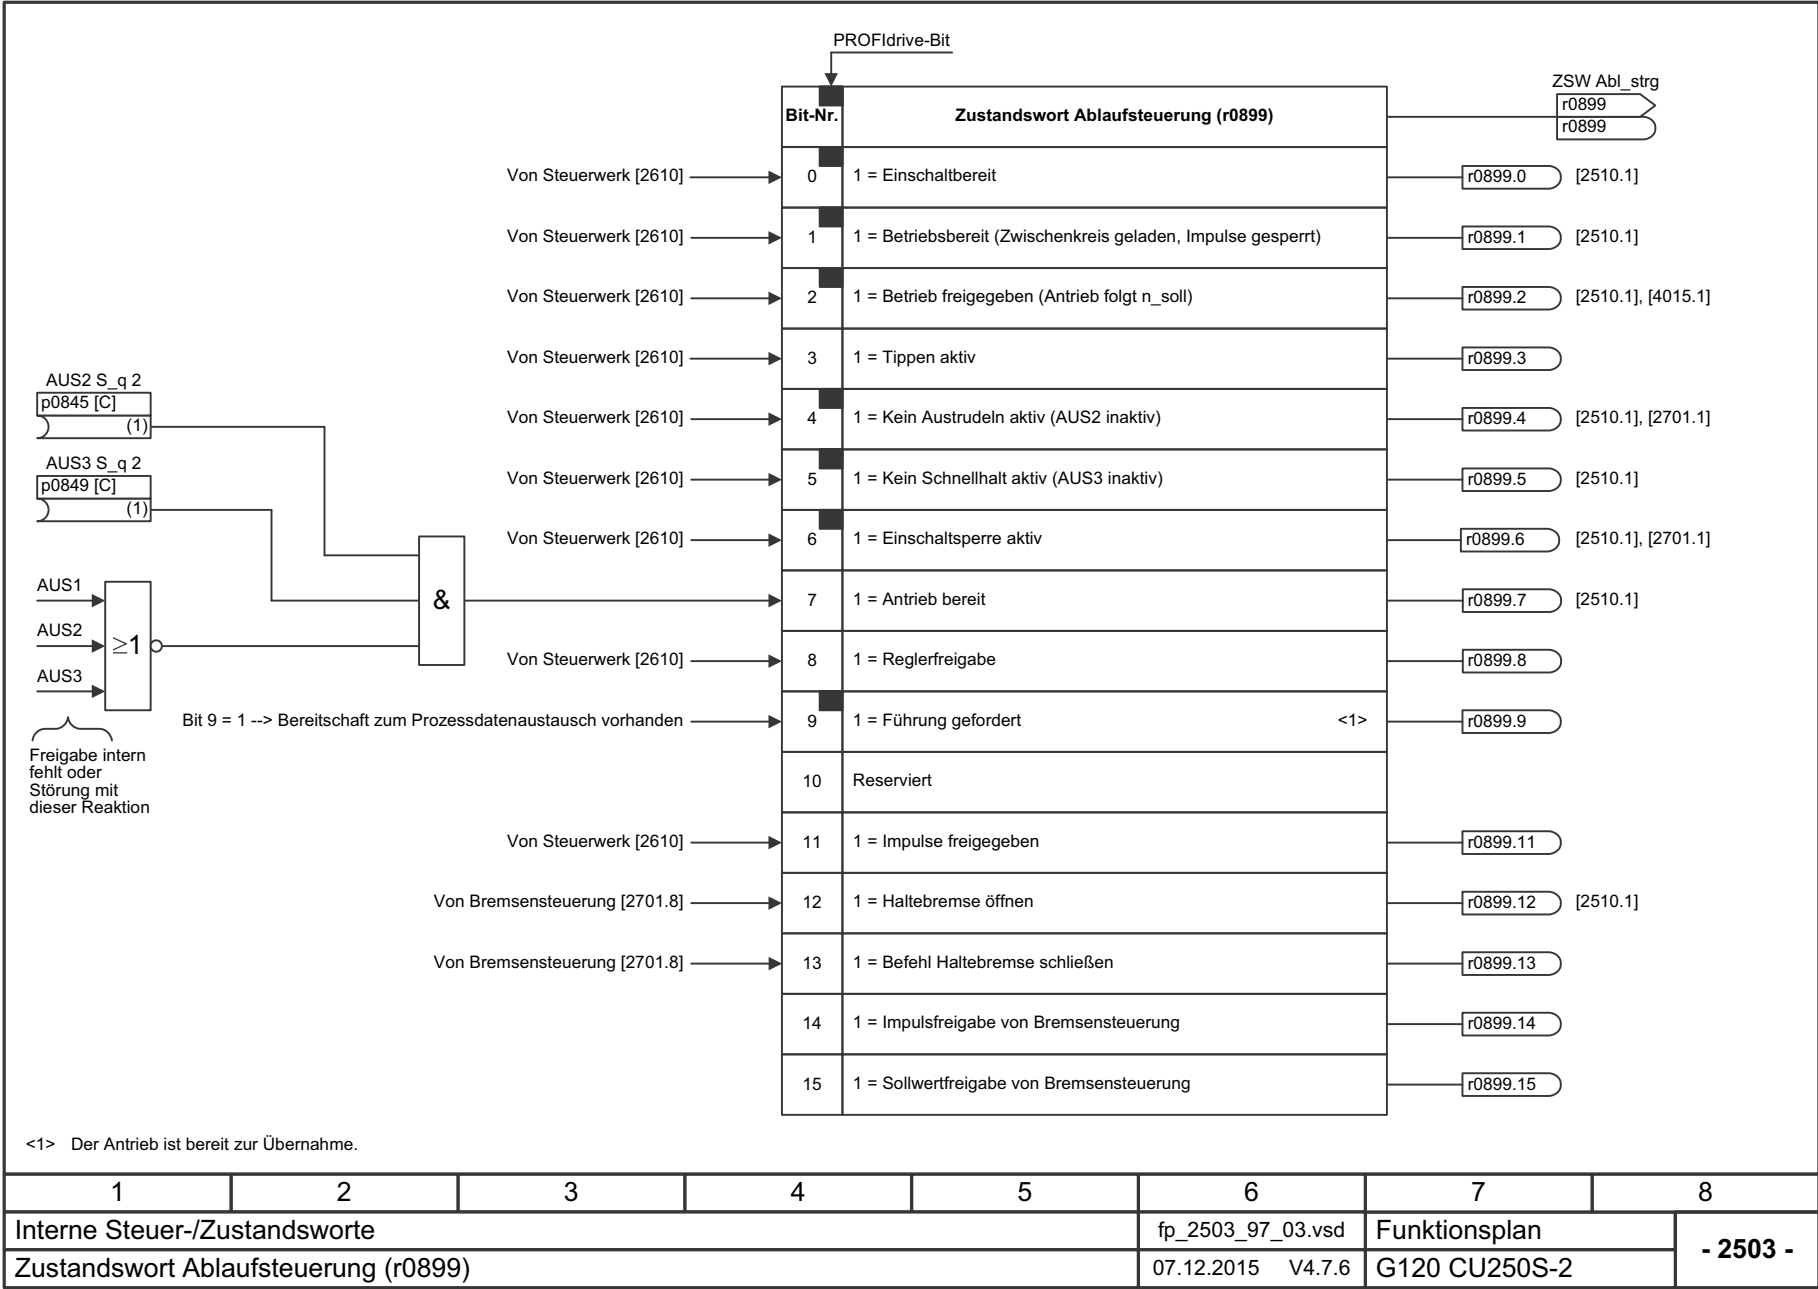 PROFIdrive-Bit
ZSW Abl_strg
Bit-Nr. Zustandswort Ablaufsteuerung (r0899) r0899
r0899
Von Steuerwerk [2610] 0 1 = Einschaltbereit r0899.0 [2510.1]
Von Steuerwerk [2610] 1 1 = Betriebsbereit (Zwischenkreis geladen, Impulse gesperrt) r0899.1 [2510.1]
Von Steuerwerk [2610] 2 1 = Betrieb freigegeben (Antrieb folgt n_soll) r0899.2 [2510.1], [4015.1]
Von Steuerwerk [2610] 3 1 = Tippen aktiv r0899.3
AUS2 S_q 2
p0845 [C]
(1)
Von Steuerwerk [2610] 4 1 = Kein Austrudeln aktiv (AUS2 inaktiv) r0899.4 [2510.1], [2701.1]
AUS3 S_q 2
p0849 [C]
(1)
Von Steuerwerk [2610] 5 1 = Kein Schnellhalt aktiv (AUS3 inaktiv) r0899.5 [2510.1]
Von Steuerwerk [2610] 6 1 = Einschaltsperre aktiv r0899.6 [2510.1], [2701.1]
AUS1
AUS2
AUS3
≥1
& 7 1 = Antrieb bereit r0899.7 [2510.1]
Von Steuerwerk [2610] 8 1 = Reglerfreigabe r0899.8
Bit 9 = 1 --> Bereitschaft zum Prozessdatenaustausch vorhanden 9 1 = Führung gefordert <1> r0899.9
Freigabe intern
fehlt oder
Störung mit
dieser Reaktion
10 Reserviert
Von Steuerwerk [2610] 11 1 = Impulse freigegeben r0899.11
Von Bremsensteuerung [2701.8] 12 1 = Haltebremse öffnen r0899.12 [2510.1]
Von Bremsensteuerung [2701.8] 13 1 = Befehl Haltebremse schließen r0899.13
14 1 = Impulsfreigabe von Bremsensteuerung r0899.14
15 1 = Sollwertfreigabe von Bremsensteuerung r0899.15
<1> Der Antrieb ist bereit zur Übernahme.
1 2 3 4 5 6 7 8
Interne Steuer-/Zustandsworte fp_2503_97_03.vsd Funktionsplan - 2503 -
Zustandswort Ablaufsteuerung (r0899) 07.12.2015 V4.7.6 G120 CU250S-2